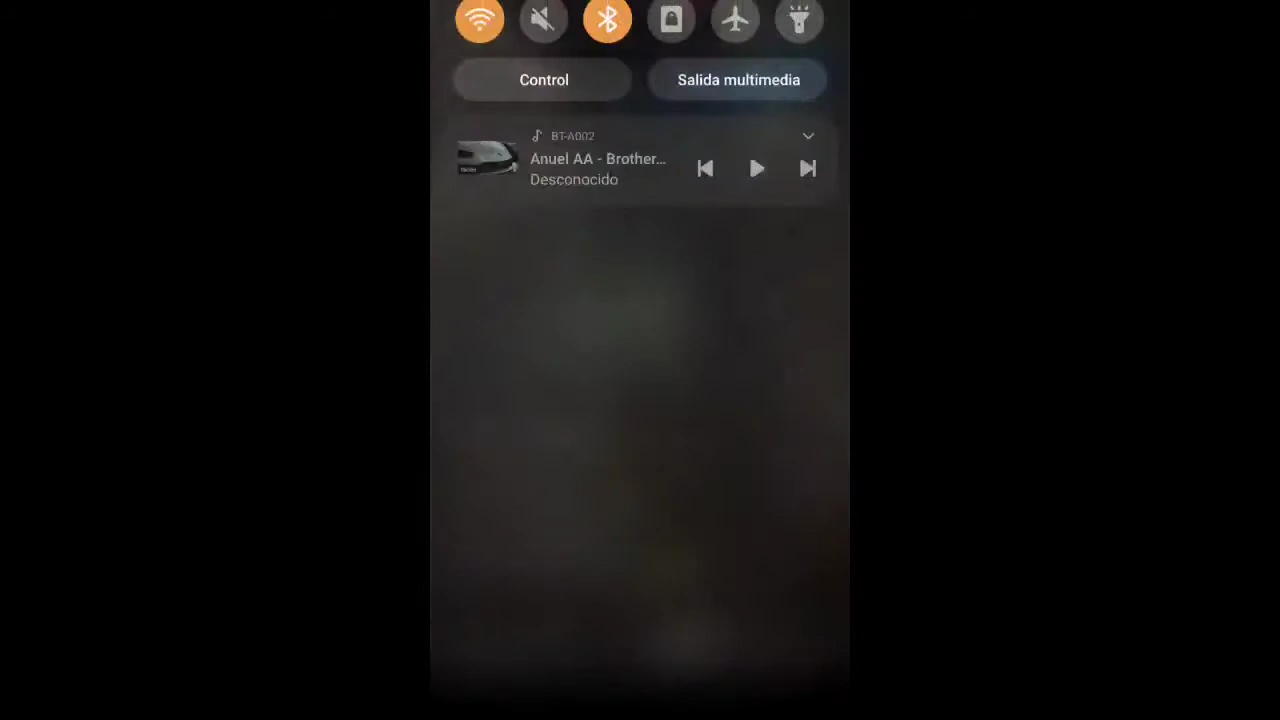 Control
Salida multimedia
BT-A002
Anuel AA - Brother...
Desconocido